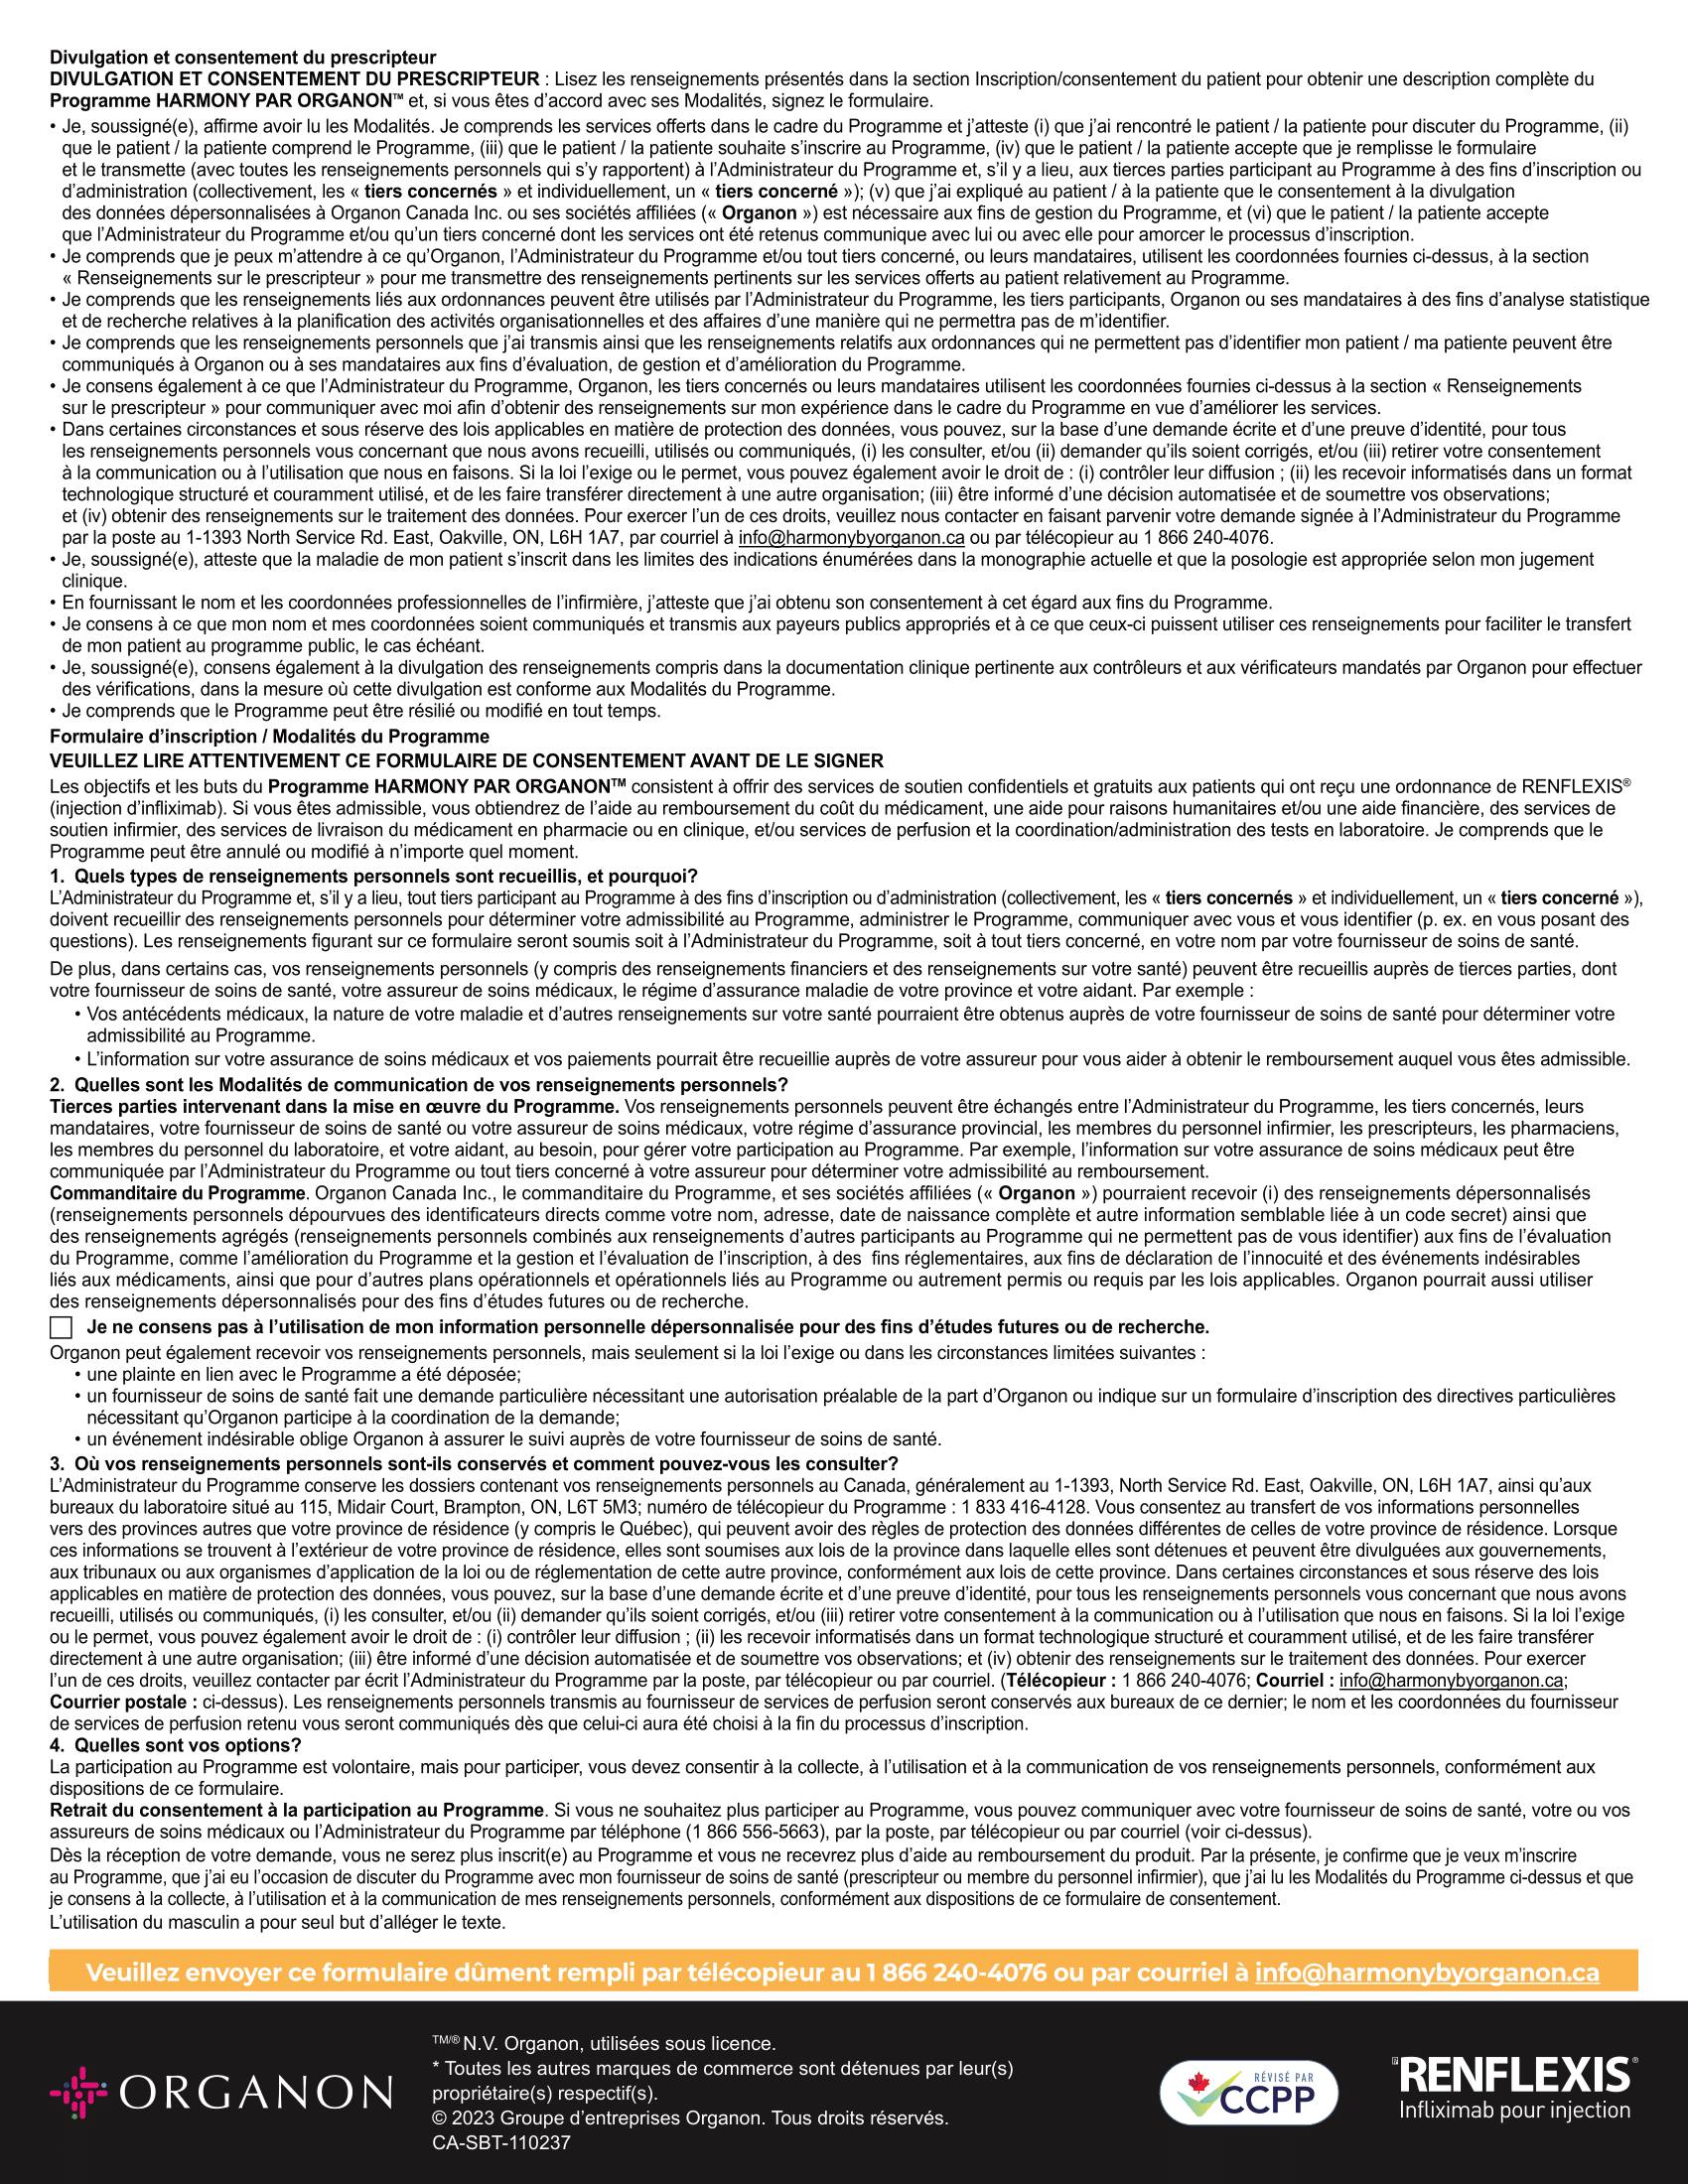 Divulgation et consentement du prescripteur
DIVULGATION ET CONSENTEMENT DU PRESCRIPTEUR : Lisez les renseignements présentés dans la section Inscription/consentement du patient pour obtenir une description complète du
Programme HARMONY PAR ORGANON™ et, si vous êtes d’accord avec ses Modalités, signez le formulaire.
• Je, soussigné(e), affirme avoir lu les Modalités. Je comprends les services offerts dans le cadre du Programme et j’atteste (i) que j’ai rencontré le patient / la patiente pour discuter du Programme, (ii)
que le patient / la patiente comprend le Programme, (iii) que le patient / la patiente souhaite s’inscrire au Programme, (iv) que le patient / la patiente accepte que je remplisse le formulaire
et le transmette (avec toutes les renseignements personnels qui s’y rapportent) à l’Administrateur du Programme et, s’il y a lieu, aux tierces parties participant au Programme à des fins d’inscription ou
d’administration (collectivement, les « tiers concernés » et individuellement, un « tiers concerné »); (v) que j’ai expliqué au patient / à la patiente que le consentement à la divulgation
des données dépersonnalisées à Organon Canada Inc. ou ses sociétés affiliées (« Organon ») est nécessaire aux fins de gestion du Programme, et (vi) que le patient / la patiente accepte
que l’Administrateur du Programme et/ou qu’un tiers concerné dont les services ont été retenus communique avec lui ou avec elle pour amorcer le processus d’inscription.
• Je comprends que je peux m’attendre à ce qu’Organon, l’Administrateur du Programme et/ou tout tiers concerné, ou leurs mandataires, utilisent les coordonnées fournies ci-dessus, à la section
« Renseignements sur le prescripteur » pour me transmettre des renseignements pertinents sur les services offerts au patient relativement au Programme.
• Je comprends que les renseignements liés aux ordonnances peuvent être utilisés par l’Administrateur du Programme, les tiers participants, Organon ou ses mandataires à des fins d’analyse statistique
et de recherche relatives à la planification des activités organisationnelles et des affaires d’une manière qui ne permettra pas de m’identifier.
• Je comprends que les renseignements personnels que j’ai transmis ainsi que les renseignements relatifs aux ordonnances qui ne permettent pas d’identifier mon patient / ma patiente peuvent être
communiqués à Organon ou à ses mandataires aux fins d’évaluation, de gestion et d’amélioration du Programme.
• Je consens également à ce que l’Administrateur du Programme, Organon, les tiers concernés ou leurs mandataires utilisent les coordonnées fournies ci-dessus à la section « Renseignements
sur le prescripteur » pour communiquer avec moi afin d’obtenir des renseignements sur mon expérience dans le cadre du Programme en vue d’améliorer les services.
• Dans certaines circonstances et sous réserve des lois applicables en matière de protection des données, vous pouvez, sur la base d’une demande écrite et d’une preuve d’identité, pour tous
les renseignements personnels vous concernant que nous avons recueilli, utilisés ou communiqués, (i) les consulter, et/ou (ii) demander qu’ils soient corrigés, et/ou (iii) retirer votre consentement
à la communication ou à l’utilisation que nous en faisons. Si la loi l’exige ou le permet, vous pouvez également avoir le droit de : (i) contrôler leur diffusion ; (ii) les recevoir informatisés dans un format
technologique structuré et couramment utilisé, et de les faire transférer directement à une autre organisation; (iii) être informé d’une décision automatisée et de soumettre vos observations;
et (iv) obtenir des renseignements sur le traitement des données. Pour exercer l’un de ces droits, veuillez nous contacter en faisant parvenir votre demande signée à l’Administrateur du Programme
par la poste au 1-1393 North Service Rd. East, Oakville, ON, L6H 1A7, par courriel à info@harmonybyorganon.ca ou par télécopieur au 1 866 240-4076.
• Je, soussigné(e), atteste que la maladie de mon patient s’inscrit dans les limites des indications énumérées dans la monographie actuelle et que la posologie est appropriée selon mon jugement
clinique.
• En fournissant le nom et les coordonnées professionnelles de l’infirmière, j’atteste que j’ai obtenu son consentement à cet égard aux fins du Programme.
• Je consens à ce que mon nom et mes coordonnées soient communiqués et transmis aux payeurs publics appropriés et à ce que ceux-ci puissent utiliser ces renseignements pour faciliter le transfert
de mon patient au programme public, le cas échéant.
• Je, soussigné(e), consens également à la divulgation des renseignements compris dans la documentation clinique pertinente aux contrôleurs et aux vérificateurs mandatés par Organon pour effectuer
des vérifications, dans la mesure où cette divulgation est conforme aux Modalités du Programme.
• Je comprends que le Programme peut être résilié ou modifié en tout temps.
Formulaire d’inscription / Modalités du Programme
VEUILLEZ LIRE ATTENTIVEMENT CE FORMULAIRE DE CONSENTEMENT AVANT DE LE SIGNER
Les objectifs et les buts du Programme HARMONY PAR ORGANON™ consistent à offrir des services de soutien confidentiels et gratuits aux patients qui ont reçu une ordonnance de RENFLEXIS®
(injection d’infliximab). Si vous êtes admissible, vous obtiendrez de l’aide au remboursement du coût du médicament, une aide pour raisons humanitaires et/ou une aide financière, des services de
soutien infirmier, des services de livraison du médicament en pharmacie ou en clinique, et/ou services de perfusion et la coordination/administration des tests en laboratoire. Je comprends que le
Programme peut être annulé ou modifié à n’importe quel moment.
1. Quels types de renseignements personnels sont recueillis, et pourquoi?
L’Administrateur du Programme et, s’il y a lieu, tout tiers participant au Programme à des fins d’inscription ou d’administration (collectivement, les « tiers concernés » et individuellement, un « tiers concerné »),
doivent recueillir des renseignements personnels pour déterminer votre admissibilité au Programme, administrer le Programme, communiquer avec vous et vous identifier (p. ex. en vous posant des
questions). Les renseignements figurant sur ce formulaire seront soumis soit à l’Administrateur du Programme, soit à tout tiers concerné, en votre nom par votre fournisseur de soins de santé.
De plus, dans certains cas, vos renseignements personnels (y compris des renseignements financiers et des renseignements sur votre santé) peuvent être recueillis auprès de tierces parties, dont
votre fournisseur de soins de santé, votre assureur de soins médicaux, le régime d’assurance maladie de votre province et votre aidant. Par exemple :
• Vos antécédents médicaux, la nature de votre maladie et d’autres renseignements sur votre santé pourraient être obtenus auprès de votre fournisseur de soins de santé pour déterminer votre
admissibilité au Programme.
• L’information sur votre assurance de soins médicaux et vos paiements pourrait être recueillie auprès de votre assureur pour vous aider à obtenir le remboursement auquel vous êtes admissible.
2. Quelles sont les Modalités de communication de vos renseignements personnels?
Tierces parties intervenant dans la mise en œuvre du Programme. Vos renseignements personnels peuvent être échangés entre l’Administrateur du Programme, les tiers concernés, leurs
mandataires, votre fournisseur de soins de santé ou votre assureur de soins médicaux, votre régime d’assurance provincial, les membres du personnel infirmier, les prescripteurs, les pharmaciens,
les membres du personnel du laboratoire, et votre aidant, au besoin, pour gérer votre participation au Programme. Par exemple, l’information sur votre assurance de soins médicaux peut être
communiquée par l’Administrateur du Programme ou tout tiers concerné à votre assureur pour déterminer votre admissibilité au remboursement.
Commanditaire du Programme. Organon Canada Inc., le commanditaire du Programme, et ses sociétés affiliées (« Organon ») pourraient recevoir (i) des renseignements dépersonnalisés
(renseignements personnels dépourvues des identificateurs directs comme votre nom, adresse, date de naissance complète et autre information semblable liée à un code secret) ainsi que
des renseignements agrégés (renseignements personnels combinés aux renseignements d’autres participants au Programme qui ne permettent pas de vous identifier) aux fins de l’évaluation
du Programme, comme l’amélioration du Programme et la gestion et l’évaluation de l’inscription, à des fins réglementaires, aux fins de déclaration de l’innocuité et des événements indésirables
liés aux médicaments, ainsi que pour d’autres plans opérationnels et opérationnels liés au Programme ou autrement permis ou requis par les lois applicables. Organon pourrait aussi utiliser
des renseignements dépersonnalisés pour des fins d’études futures ou de recherche.
Je ne consens pas à l’utilisation de mon information personnelle dépersonnalisée pour des fins d’études futures ou de recherche.
Organon peut également recevoir vos renseignements personnels, mais seulement si la loi l’exige ou dans les circonstances limitées suivantes :
• une plainte en lien avec le Programme a été déposée;
• un fournisseur de soins de santé fait une demande particulière nécessitant une autorisation préalable de la part d’Organon ou indique sur un formulaire d’inscription des directives particulières
nécessitant qu’Organon participe à la coordination de la demande;
• un événement indésirable oblige Organon à assurer le suivi auprès de votre fournisseur de soins de santé.
3. Où vos renseignements personnels sont-ils conservés et comment pouvez-vous les consulter?
L’Administrateur du Programme conserve les dossiers contenant vos renseignements personnels au Canada, généralement au 1-1393, North Service Rd. East, Oakville, ON, L6H 1A7, ainsi qu’aux
bureaux du laboratoire situé au 115, Midair Court, Brampton, ON, L6T 5M3; numéro de télécopieur du Programme : 1 833 416-4128. Vous consentez au transfert de vos informations personnelles
vers des provinces autres que votre province de résidence (y compris le Québec), qui peuvent avoir des règles de protection des données différentes de celles de votre province de résidence. Lorsque
ces informations se trouvent à l’extérieur de votre province de résidence, elles sont soumises aux lois de la province dans laquelle elles sont détenues et peuvent être divulguées aux gouvernements,
aux tribunaux ou aux organismes d’application de la loi ou de réglementation de cette autre province, conformément aux lois de cette province. Dans certaines circonstances et sous réserve des lois
applicables en matière de protection des données, vous pouvez, sur la base d’une demande écrite et d’une preuve d’identité, pour tous les renseignements personnels vous concernant que nous avons
recueilli, utilisés ou communiqués, (i) les consulter, et/ou (ii) demander qu’ils soient corrigés, et/ou (iii) retirer votre consentement à la communication ou à l’utilisation que nous en faisons. Si la loi l’exige
ou le permet, vous pouvez également avoir le droit de : (i) contrôler leur diffusion ; (ii) les recevoir informatisés dans un format technologique structuré et couramment utilisé, et de les faire transférer
directement à une autre organisation; (iii) être informé d’une décision automatisée et de soumettre vos observations; et (iv) obtenir des renseignements sur le traitement des données. Pour exercer
l’un de ces droits, veuillez contacter par écrit l’Administrateur du Programme par la poste, par télécopieur ou par courriel. (Télécopieur : 1 866 240-4076; Courriel : info@harmonybyorganon.ca;
Courrier postale : ci-dessus). Les renseignements personnels transmis au fournisseur de services de perfusion seront conservés aux bureaux de ce dernier; le nom et les coordonnées du fournisseur
de services de perfusion retenu vous seront communiqués dès que celui-ci aura été choisi à la fin du processus d’inscription.
4. Quelles sont vos options?
La participation au Programme est volontaire, mais pour participer, vous devez consentir à la collecte, à l’utilisation et à la communication de vos renseignements personnels, conformément aux
dispositions de ce formulaire.
Retrait du consentement à la participation au Programme. Si vous ne souhaitez plus participer au Programme, vous pouvez communiquer avec votre fournisseur de soins de santé, votre ou vos
assureurs de soins médicaux ou l’Administrateur du Programme par téléphone (1 866 556-5663), par la poste, par télécopieur ou par courriel (voir ci-dessus).
Dès la réception de votre demande, vous ne serez plus inscrit(e) au Programme et vous ne recevrez plus d’aide au remboursement du produit. Par la présente, je confirme que je veux m’inscrire
au Programme, que j’ai eu l’occasion de discuter du Programme avec mon fournisseur de soins de santé (prescripteur ou membre du personnel infirmier), que j’ai lu les Modalités du Programme ci-dessus et que
je consens à la collecte, à l’utilisation et à la communication de mes renseignements personnels, conformément aux dispositions de ce formulaire de consentement.
L’utilisation du masculin a pour seul but d’alléger le texte.
Veuillez envoyer ce formulaire dûment rempli par télécopieur au 1 866 240-4076 ou par courriel à info@harmonybyorganon.ca
ORGANON
TM/® N.V. Organon, utilisées sous licence.
* Toutes les autres marques de commerce sont détenues par leur(s)
propriétaire(s) respectif(s).
© 2023 Groupe d’entreprises Organon. Tous droits réservés.
CA-SBT-110237
RÉVISÉ PAR
CCPP
RENFLEXIS®
Infliximab pour injection